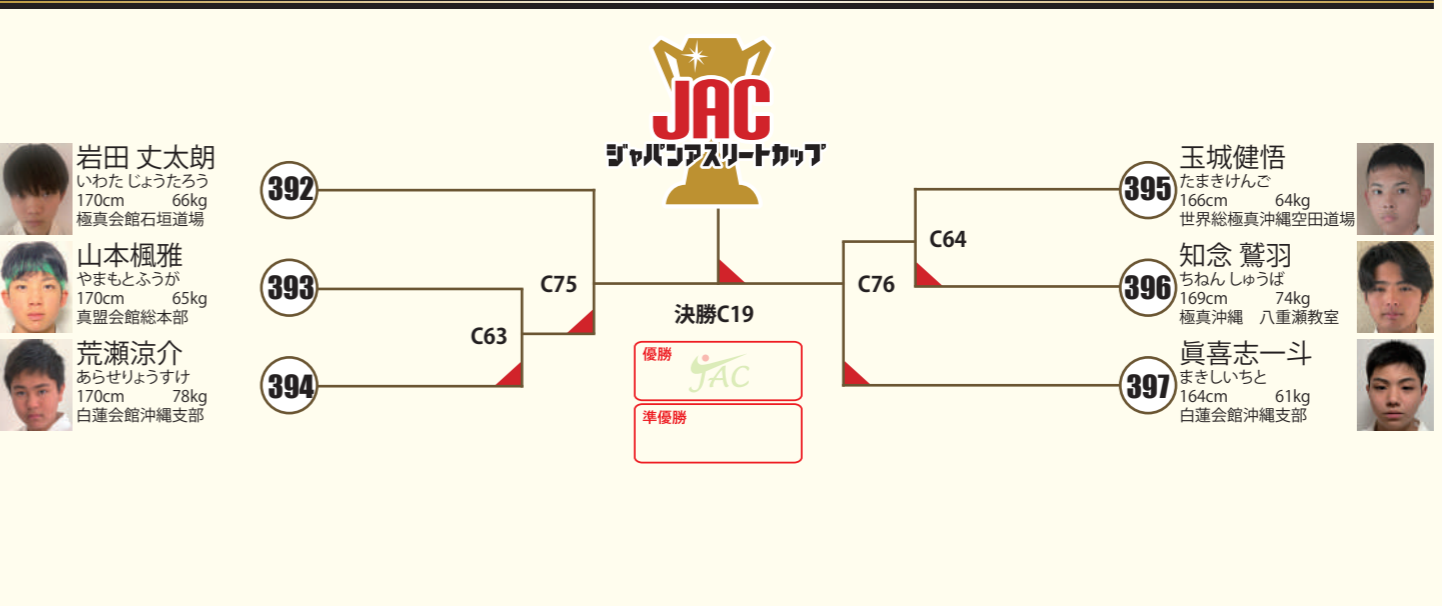 JAC
ジャパンアスリートカップ
岩田 丈太朗
いわた じょうたろう
170cm 66kg
極真会館石垣道場
392
山本楓雅
やまもとふうが
170cm 65kg
真盟会館総本部
393
荒瀬涼介
あらせりょうすけ
170cm 78kg
白蓮会館沖縄支部
394
C75
C63
決勝C19
優勝
JAC
準優勝
C64
C76
395
玉城健悟
たまきけんご
166cm 64kg
世界総極真沖縄空田道場
396
知念 鷲羽
ちねん しゅうば
169cm 74kg
極真沖縄 八重瀬教室
397
眞喜志一斗
まきしいちと
164cm 61kg
白蓮会館沖縄支部